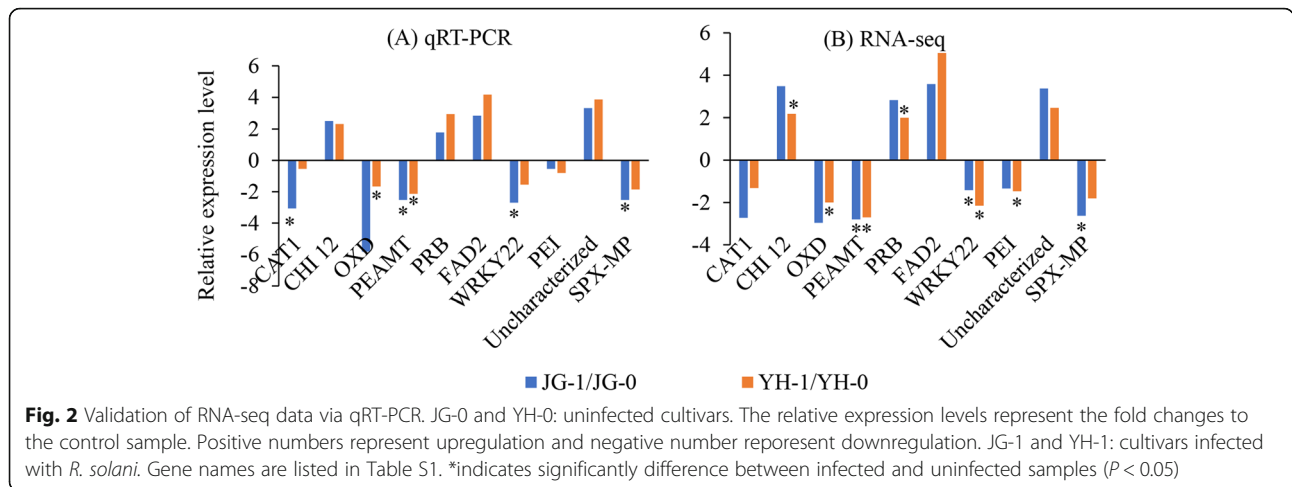 (A) qRT-PCR
(B) RNA-seq
Relative expression level
6
4
2
0
-2
-4
-6
-8
* * * * * *
CAT1
CHI 12
OXD
PEAMT
PRB
FAD2
WRKY22
PEI
Uncharacterized
SPX-MP
6
4
2
0
-2
-4
* * * * * * * * * *
*
CAT1
CHI 12
OXD
PEAMT
PRB
FAD2
WRKY22
PEI
Uncharacterized
SPX-MP
JG-1/JG-0
YH-1/YH-0
Fig. 2 Validation of RNA-seq data via qRT-PCR. JG-0 and YH-0: uninfected cultivars. The relative expression levels represent the fold changes to
the control sample. Positive numbers represent upregulation and negative number reporesent downregulation. JG-1 and YH-1: cultivars infected
with R. solani. Gene names are listed in Table S1. *indicates significantly difference between infected and uninfected samples (P < 0.05)